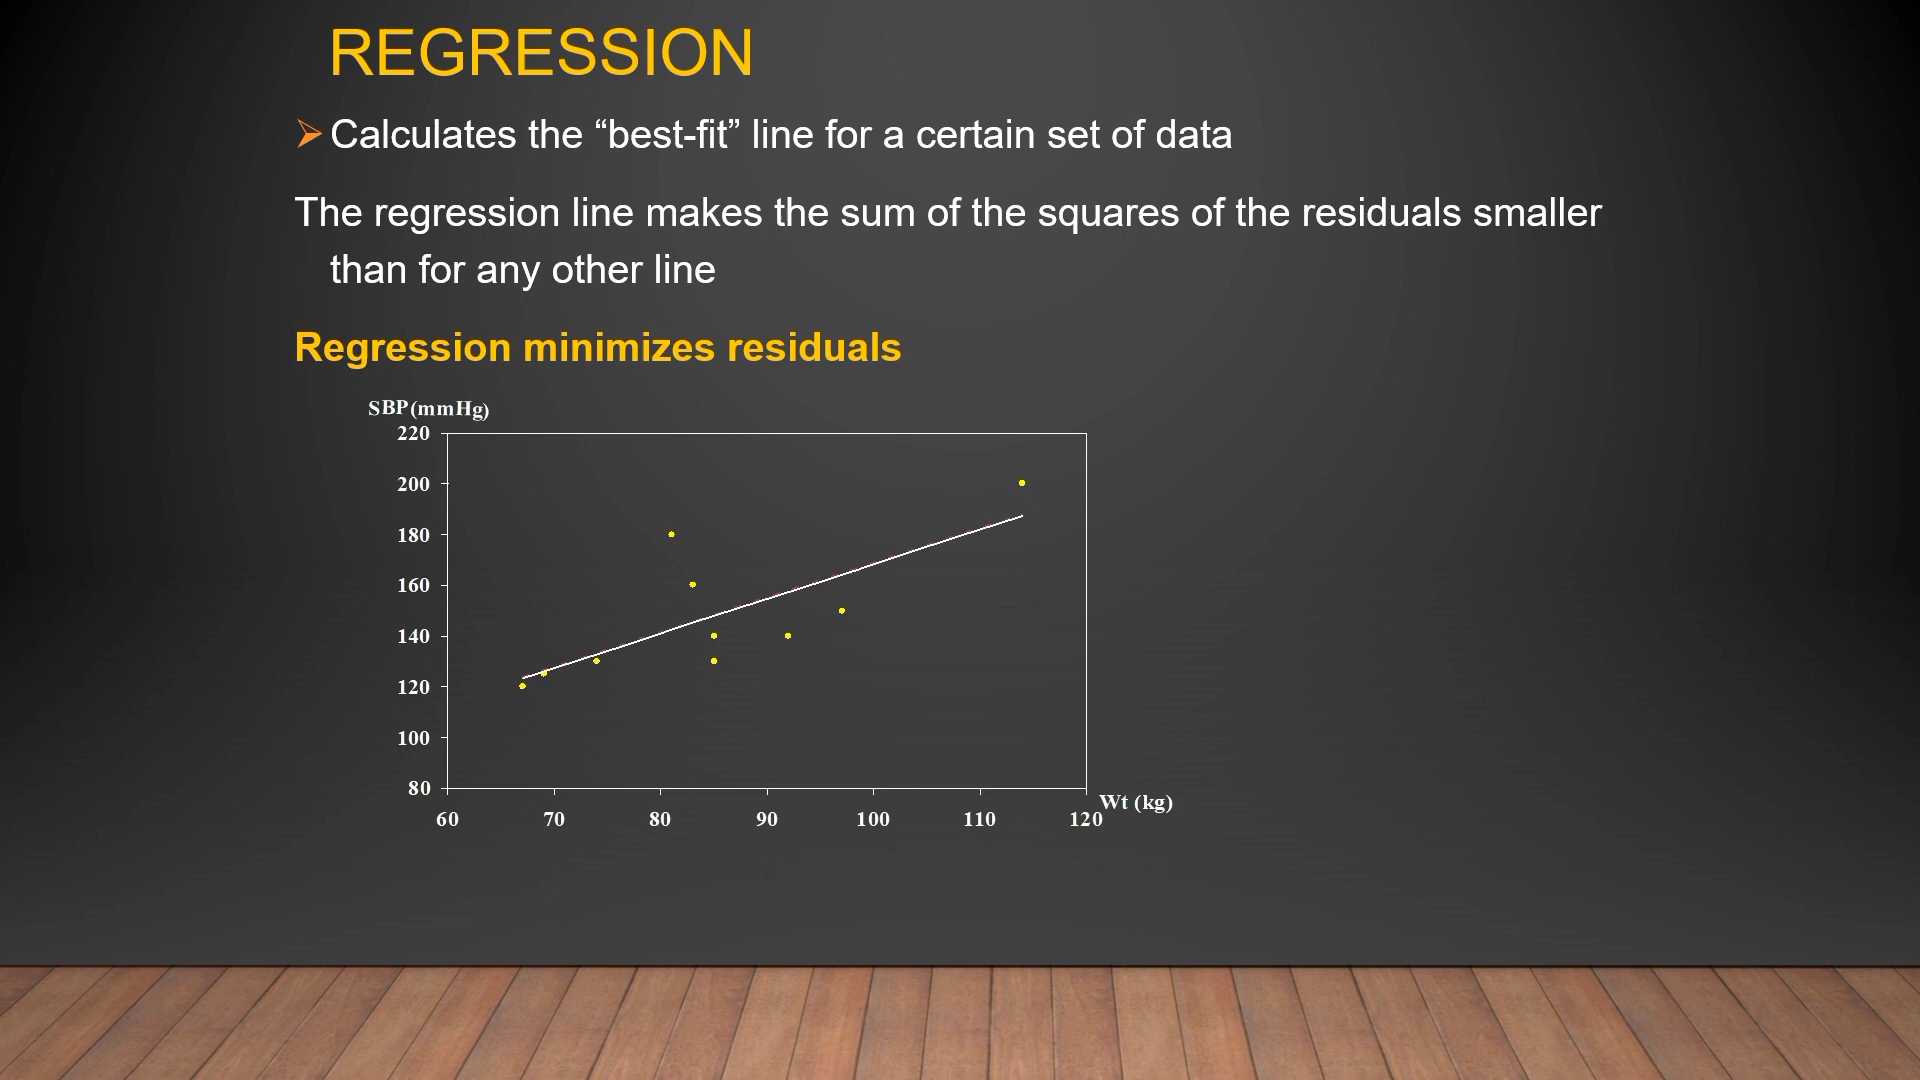 REGRESSION
Calculates the “best-fit” line for a certain set of data
The regression line makes the sum of the squares of the residuals smaller
than for any other line
Regression minimizes residuals
SBP(mmHg)
220
200
180
160
140
120
100
80
60 70 80 90 100 110 120
Wt (kg)